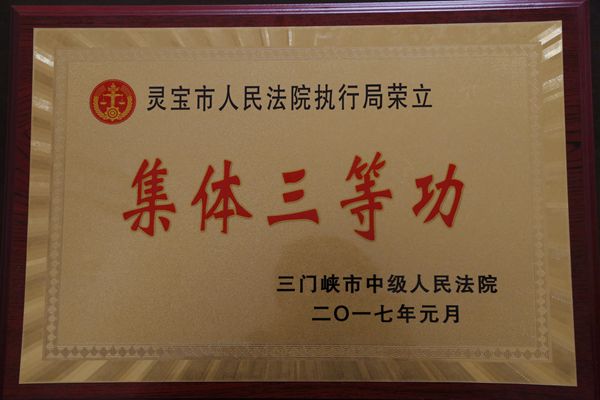 灵宝市人民法院执行局荣立
集体三等功
三门峡市中级人民法院
二〇一七年元月